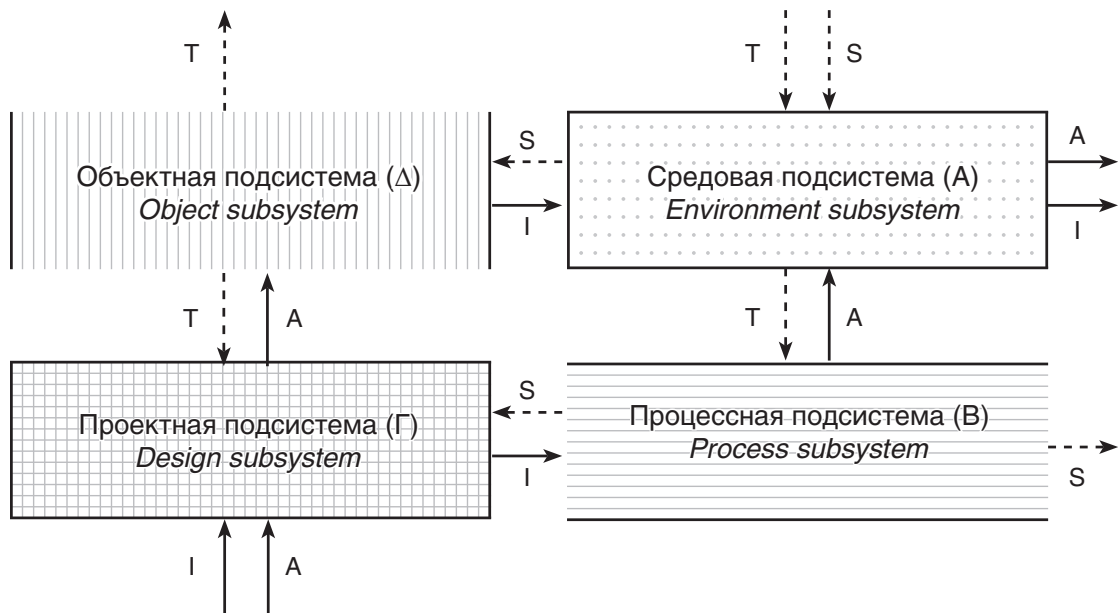 T
T
S
Объектная подсистема (Δ)
Object subsystem
S
I
Средовая подсистема (А)
Environment subsystem
A
I
T
A
T
A
Проектная подсистема (Г)
Design subsystem
S
I
Процессная подсистема (В)
Process subsystem
S
I
A